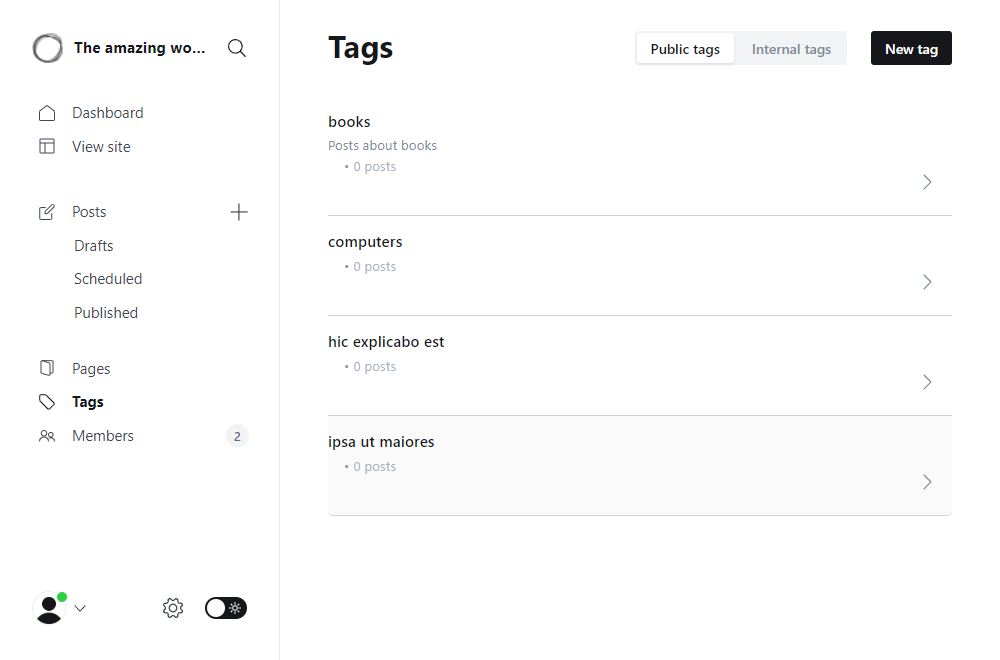 The amazing wo...
Dashboard
View site
Posts
Drafts
Scheduled
Published
Pages
Tags
Members
2
Tags
Public tags
Internal tags
New tag
books
Posts about books
• 0 posts
computers
• 0 posts
hic explicabo est
• 0 posts
ipsa ut maiores
• 0 posts